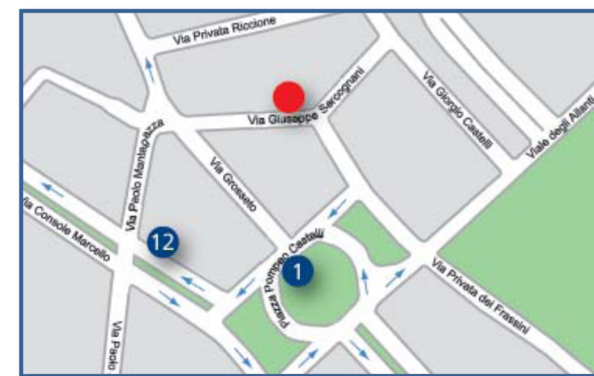 Via Privata Riccione
Via Giuseppe Sercognani
Via Giorgio Castelli
Viale degli Ailanti
Via Paolo Mantegazza
Via Grosseto
12
1
Piazza Pompeo Castelli
Via Console Marcello
Via Privata dei Frassini
Via Paolo